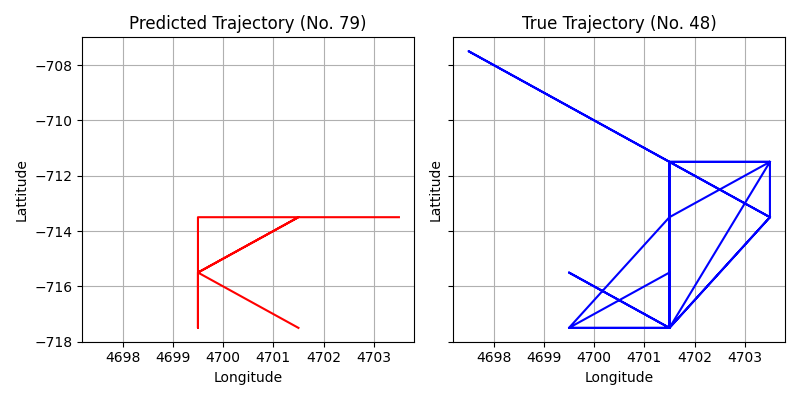 Predicted Trajectory (No. 79)
True Trajectory (No. 48)
Lattitude
−708
−710
−712
−714
−716
−718
4698 4699 4700 4701 4702 4703
Longitude
Lattitude
4698 4699 4700 4701 4702 4703
Longitude